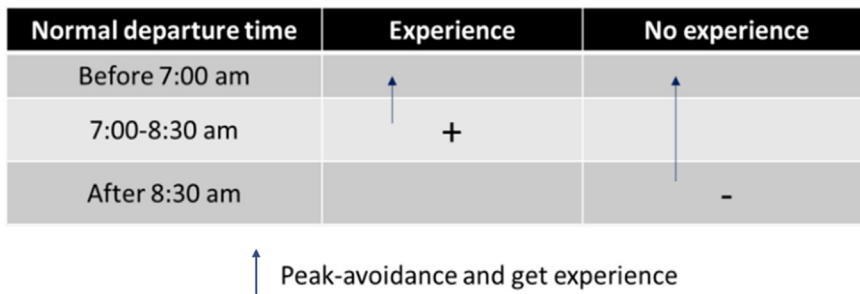 Normal departure time Experience No experience
Before 7:00 am
7:00-8:30 am +
After 8:30 am -
Peak-avoidance and get experience